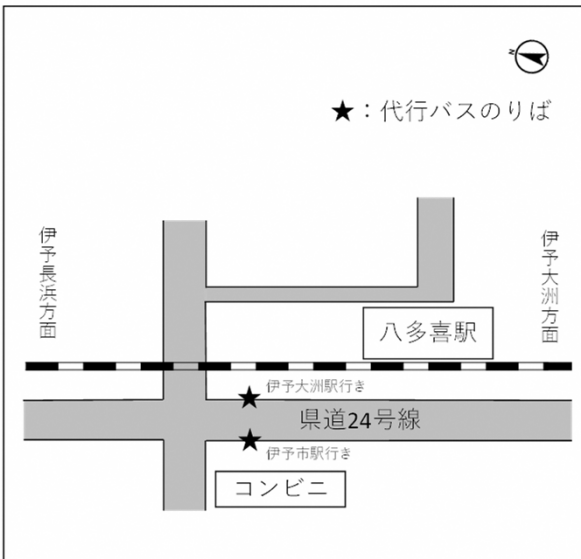 N
★：代行バスのりば
伊予長浜方面
伊予大洲方面
八多喜駅
伊予大洲駅行き
県道24号線
伊予市駅行き
コンビニ